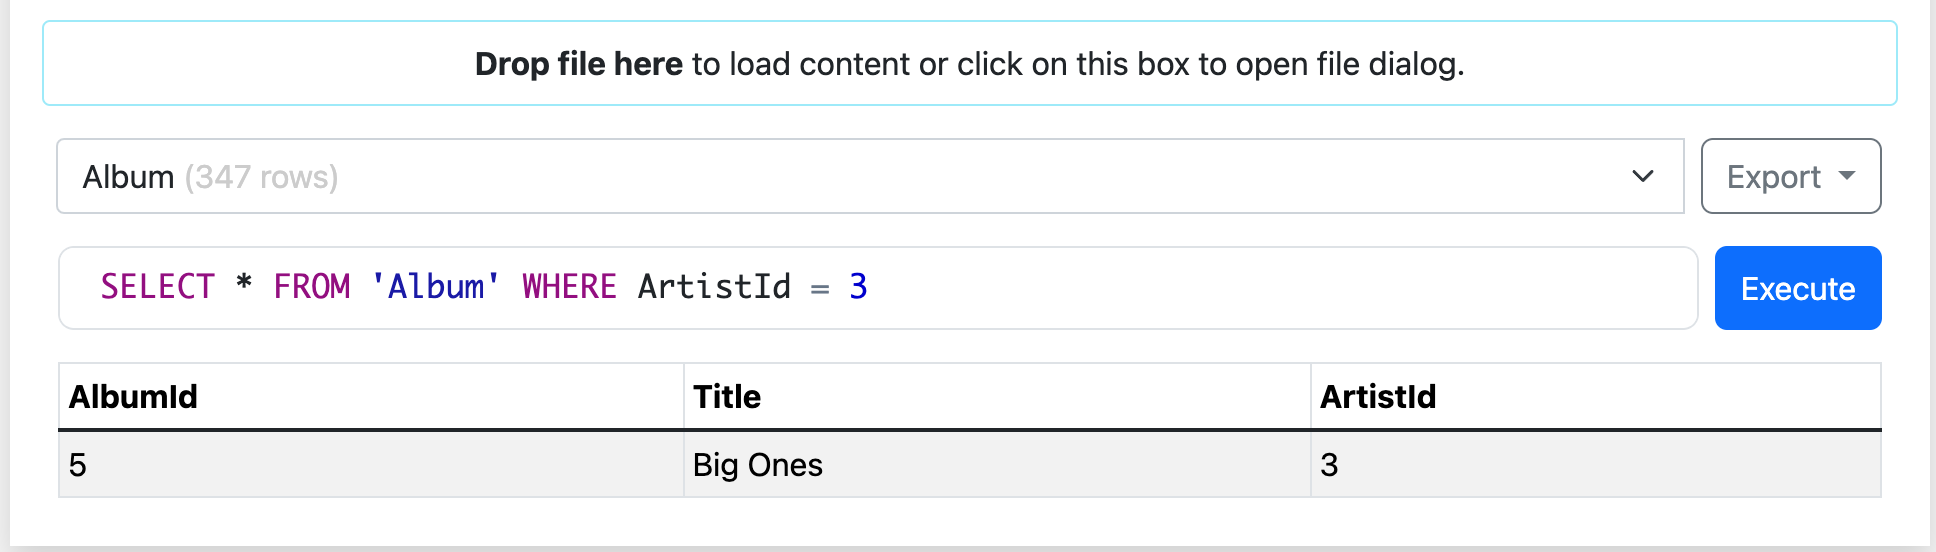 Drop file here to load content or click on this box to open file dialog.
Album (347 rows)
Export
SELECT * FROM 'Album' WHERE ArtistId = 3
Execute
AlbumId Title ArtistId
5 Big Ones 3